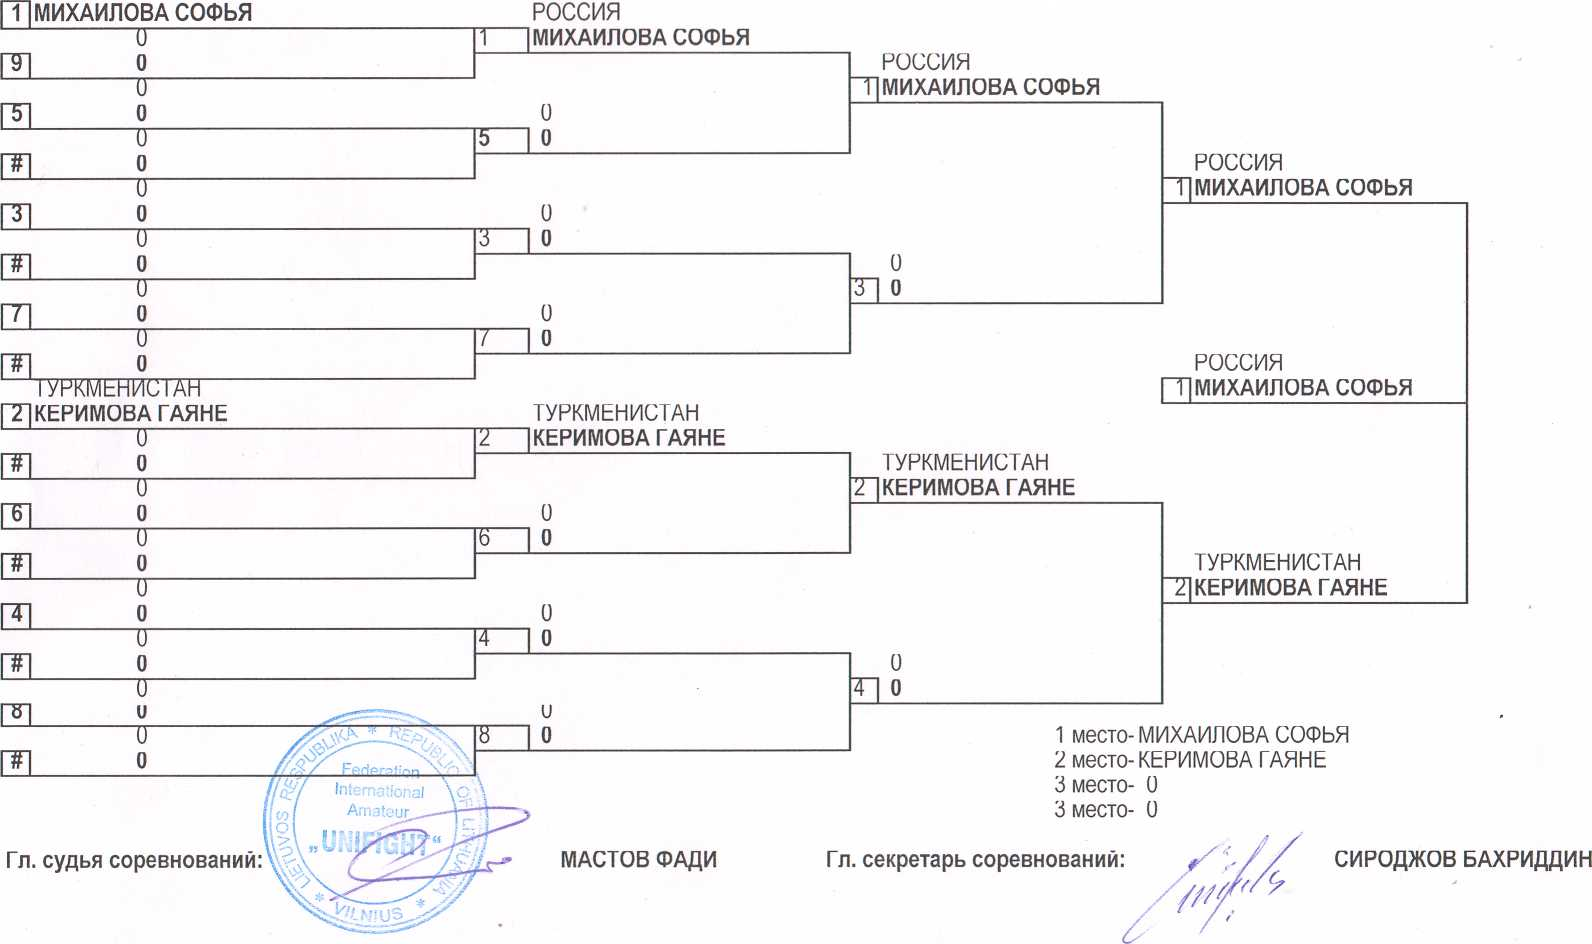 1 МИХАИЛОВА СОФЬЯ
0
9 0
0
5 0
0
# 0
0
3 0
0
# 0
0
7 0
0
# 0
ТУРКМЕНИСТАН
2 КЕРИМОВА ГАЯНЕ
0
# 0
0
6 0
0
# 0
0
4 0
0
# 0
0
8 0
0
# 0
РОССИЯ
1 МИХАИЛОВА СОФЬЯ
0
5 0
0
3 0
0
7 0
ТУРКМЕНИСТАН
2 КЕРИМОВА ГАЯНЕ
0
6 0
0
4 0
0
8 0
РОССИЯ
1 МИХАИЛОВА СОФЬЯ
0
3 0
ТУРКМЕНИСТАН
2 КЕРИМОВА ГАЯНЕ
0
4 0
РОССИЯ
1 МИХАИЛОВА СОФЬЯ
РОССИЯ
1 МИХАИЛОВА СОФЬЯ
ТУРКМЕНИСТАН
2 КЕРИМОВА ГАЯНЕ
1 место- МИХАИЛОВА СОФЬЯ
2 место- КЕРИМОВА ГАЯНЕ
3 место- 0
3 место- 0
LIETUVOS RESPUBLIKA * REPUBLIC OF LITHUANIA * VILNIUS *
Federation
International
Amateur
„UNIFIGHT“
Гл. судья соревнований: МАСТОВ ФАДИ Гл. секретарь соревнований: СИРОДЖОВ БАХРИДДИН